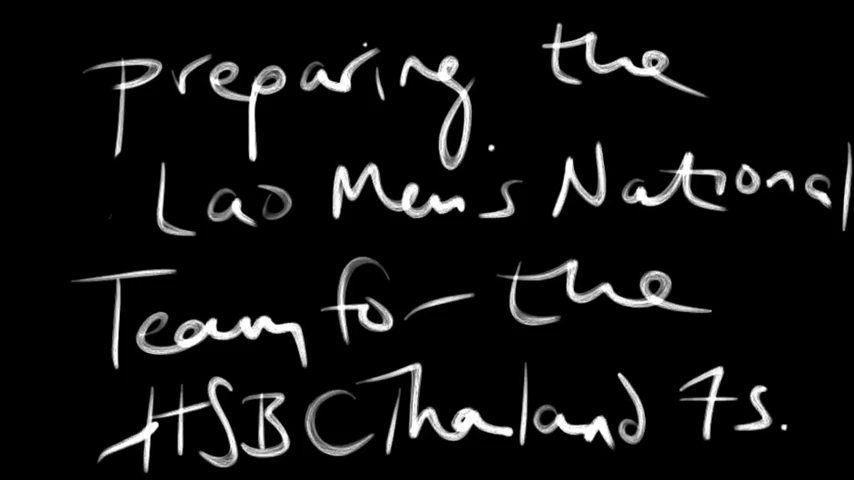 preparing the
Lao Men's National
Team for the
HSBC Thailand 7s.